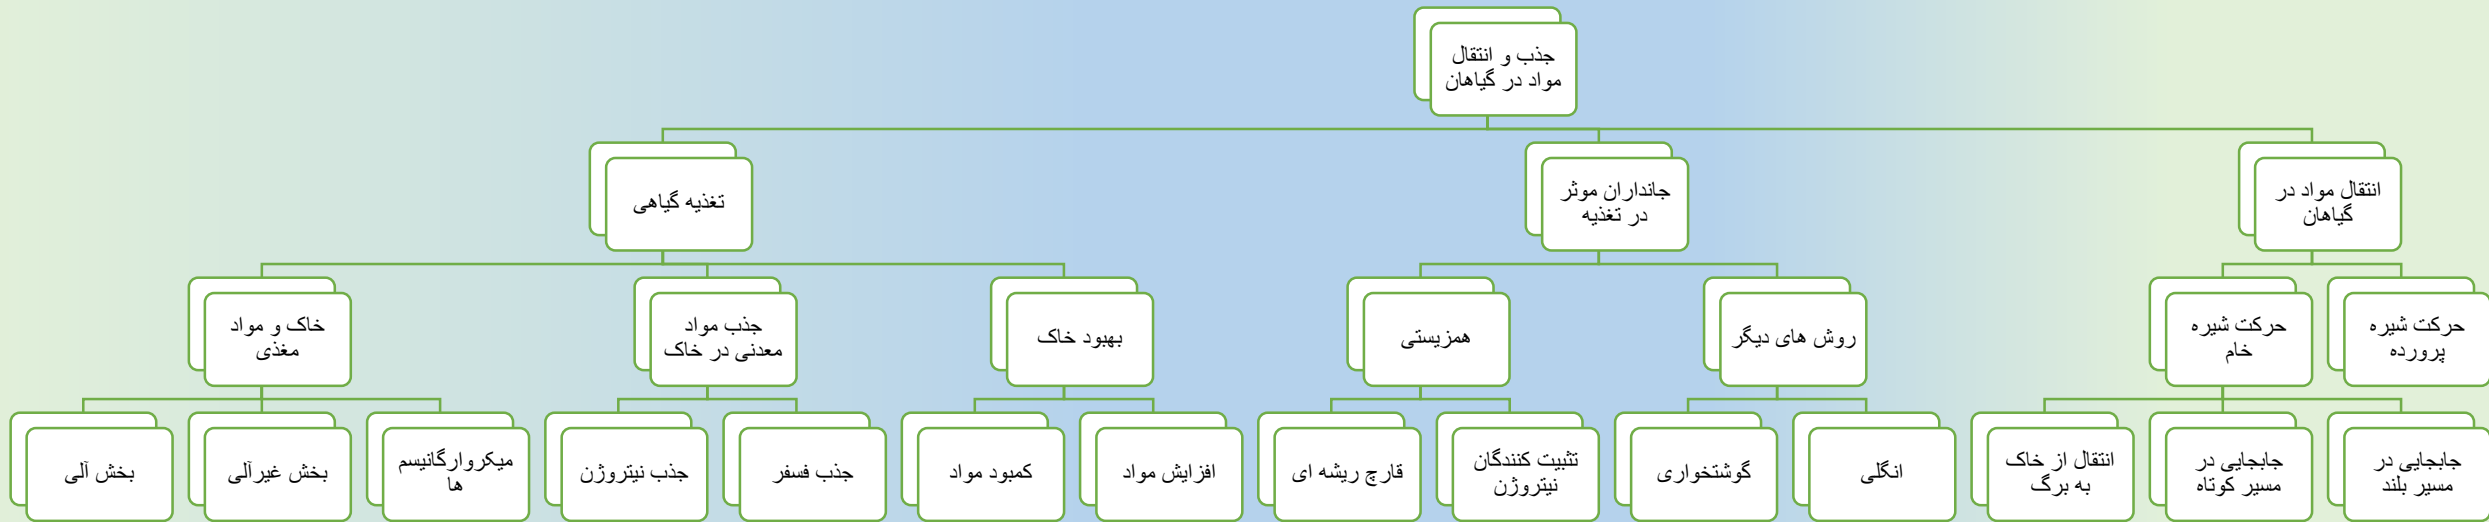 جذب و انتقال
مواد در گیاهان
انتقال مواد در
گیاهان
جانداران موثر
در تغذیه
تغذیه گیاهی
حرکت شیره
پرورده
حرکت شیره
خام
روش های دیگر
همزیستی
بهبود خاک
جذب مواد
معدنی در خاک
خاک و مواد
مغذی
جابجایی در
مسیر بلند
جابجایی در
مسیر کوتاه
انتقال از خاک
به برگ
انگلی
گوشتخواری
تثبیت کنندگان
نیتروژن
قارچ ریشه ای
افزایش مواد
کمبود مواد
جذب فسفر
جذب نیتروژن
میکروارگانیسم
ها
بخش غیرآلی
بخش آلی